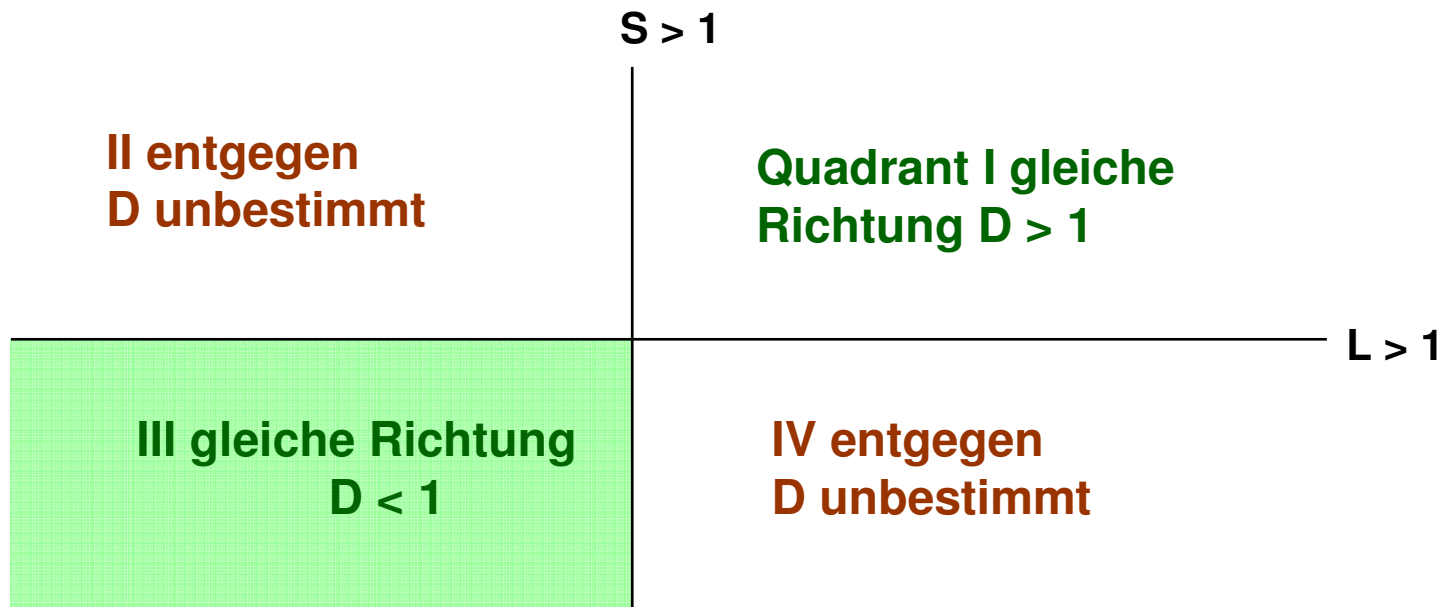 S > 1
II entgegen
D unbestimmt
Quadrant I gleiche
Richtung D > 1
L > 1
III gleiche Richtung
D < 1
IV entgegen
D unbestimmt